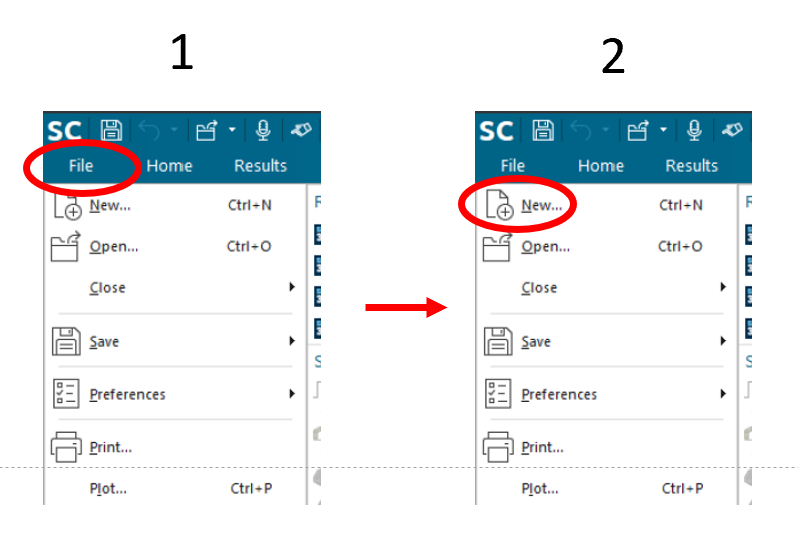 1
SC
File Home Results
New... Ctrl+N
Open... Ctrl+O
Close
Save
Preferences
Print...
Plot... Ctrl+P
2
SC
File Home Results
New... Ctrl+N
Open... Ctrl+O
Close
Save
Preferences
Print...
Plot... Ctrl+P